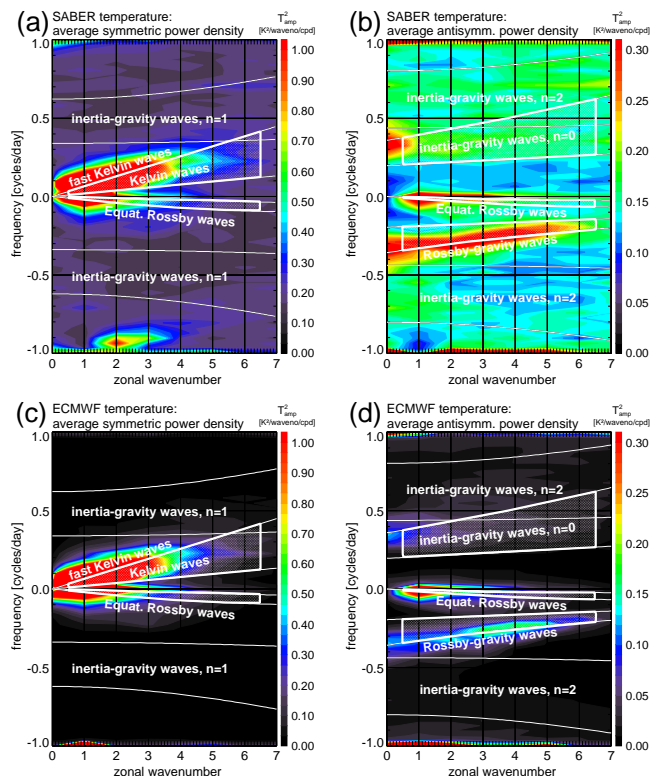 (a)
SABER temperature:
average symmetric power density
T²amp
[K²/waveno/cpd]
1.0
0.5
0.0
-0.5
-1.0
frequency [cycles/day]
inertia-gravity waves, n=1
fast Kelvin waves
Kelvin waves
Equat. Rossby waves
inertia-gravity waves, n=1
0 1 2 3 4 5 6 7
zonal wavenumber
1.00
0.90
0.80
0.70
0.60
0.50
0.40
0.30
0.20
0.10
0.00
(b)
SABER temperature:
average antisymm. power density
T²amp
[K²/waveno/cpd]
1.0
0.5
0.0
-0.5
-1.0
frequency [cycles/day]
inertia-gravity waves, n=2
inertia-gravity waves, n=0
Equat. Rossby waves
Rossby-gravity waves
inertia-gravity waves, n=2
0 1 2 3 4 5 6 7
zonal wavenumber
0.30
0.25
0.20
0.15
0.10
0.05
0.00
(c)
ECMWF temperature:
average symmetric power density
T²amp
[K²/waveno/cpd]
1.0
0.5
0.0
-0.5
-1.0
frequency [cycles/day]
inertia-gravity waves, n=1
fast Kelvin waves
Kelvin waves
Equat. Rossby waves
inertia-gravity waves, n=1
0 1 2 3 4 5 6 7
zonal wavenumber
1.00
0.90
0.80
0.70
0.60
0.50
0.40
0.30
0.20
0.10
0.00
(d)
ECMWF temperature:
average antisymm. power density
T²amp
[K²/waveno/cpd]
1.0
0.5
0.0
-0.5
-1.0
frequency [cycles/day]
inertia-gravity waves, n=2
inertia-gravity waves, n=0
Equat. Rossby waves
Rossby-gravity waves
inertia-gravity waves, n=2
0 1 2 3 4 5 6 7
zonal wavenumber
0.30
0.25
0.20
0.15
0.10
0.05
0.00